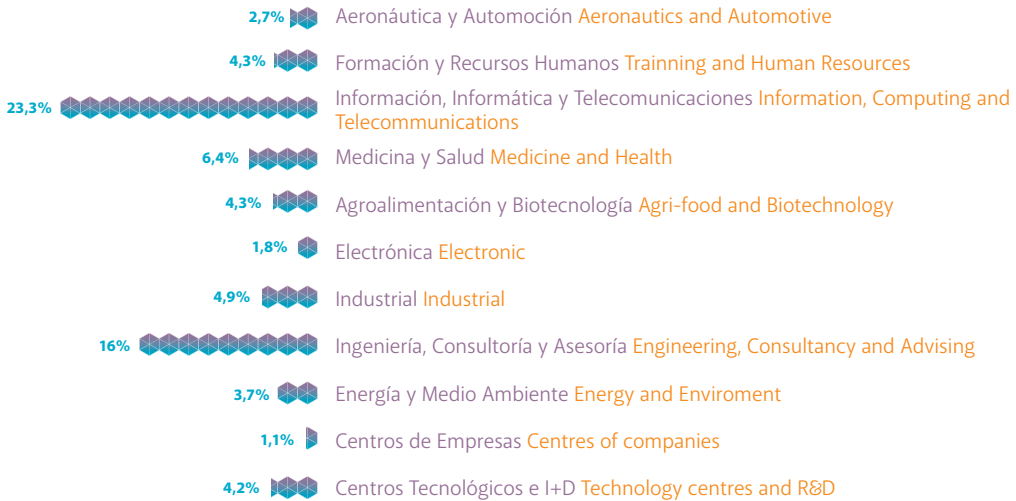 2,7% Aeronáutica y Automoción Aeronautics and Automotive
4,3% Formación y Recursos Humanos Trainning and Human Resources
23,3% Información, Informática y Telecomunicaciones Information, Computing and
Telecommunications
6,4% Medicina y Salud Medicine and Health
4,3% Agroalimentación y Biotecnología Agri-food and Biotechnology
1,8% Electrónica Electronic
4,9% Industrial Industrial
16% Ingeniería, Consultoría y Asesoría Engineering, Consultancy and Advising
3,7% Energía y Medio Ambiente Energy and Enviroment
1,1% Centros de Empresas Centres of companies
4,2% Centros Tecnológicos e I+D Technology centres and R&D